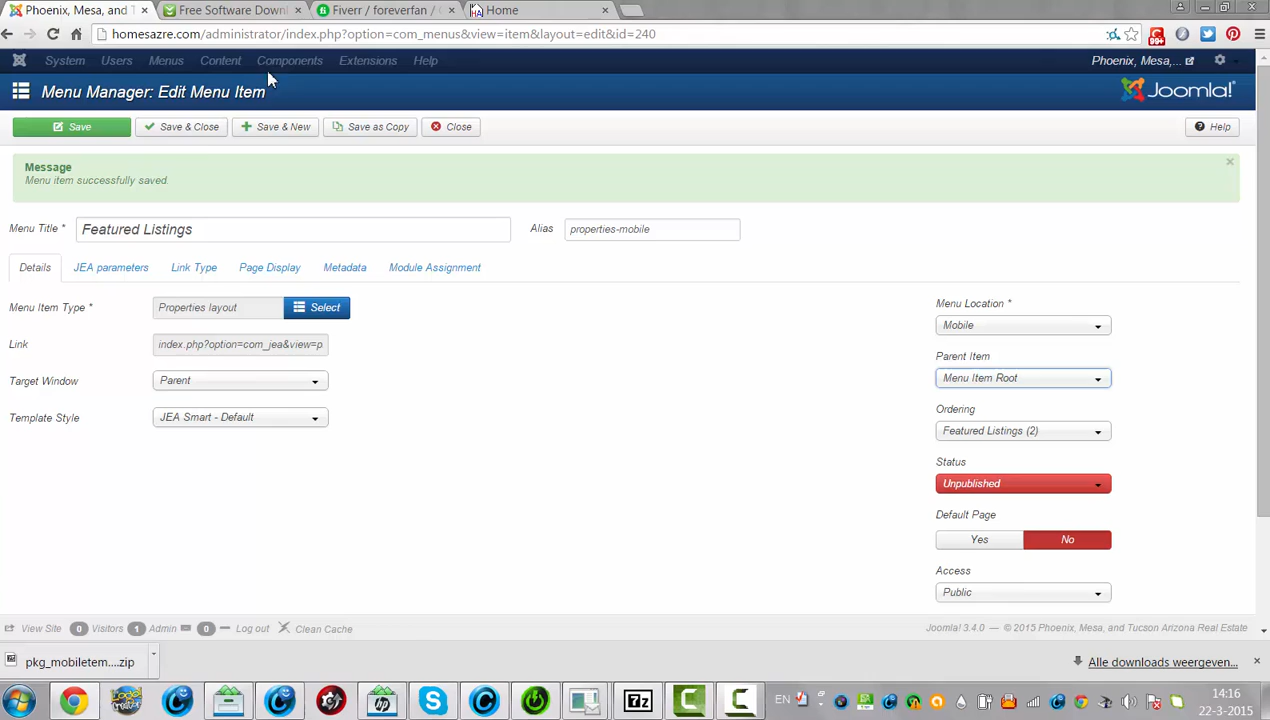 Phoenix, Mesa, and T × Free Software Downl × Fiverr / foreverfan / × Home ×
homesazre.com/administrator/index.php?option=com_menus&view=item&layout=edit&id=240 99+
System Users Menus Content Components Extensions Help Phoenix, Mesa,...
Menu Manager: Edit Menu Item Joomla!
Save Save & Close Save & New Save as Copy Close Help
Message ×
Menu item successfully saved.
Menu Title * Featured Listings Alias properties-mobile
Details JEA parameters Link Type Page Display Metadata Module Assignment
Menu Item Type * Properties layout Select
Link index.php?option=com_jea&view=p
Target Window Parent
Template Style JEA Smart - Default
Menu Location *
Mobile
Parent Item
Menu Item Root
Ordering
Featured Listings (2)
Status
Unpublished
Default Page
Yes No
Access
Public
View Site 0 Visitors 1 Admin 0 Log out Clean Cache Joomla! 3.4.0 — © 2015 Phoenix, Mesa, and Tucson Arizona Real Estate
pkg_mobiletem....zip Alle downloads weergeven... ×
EN 14:16
22-3-2015